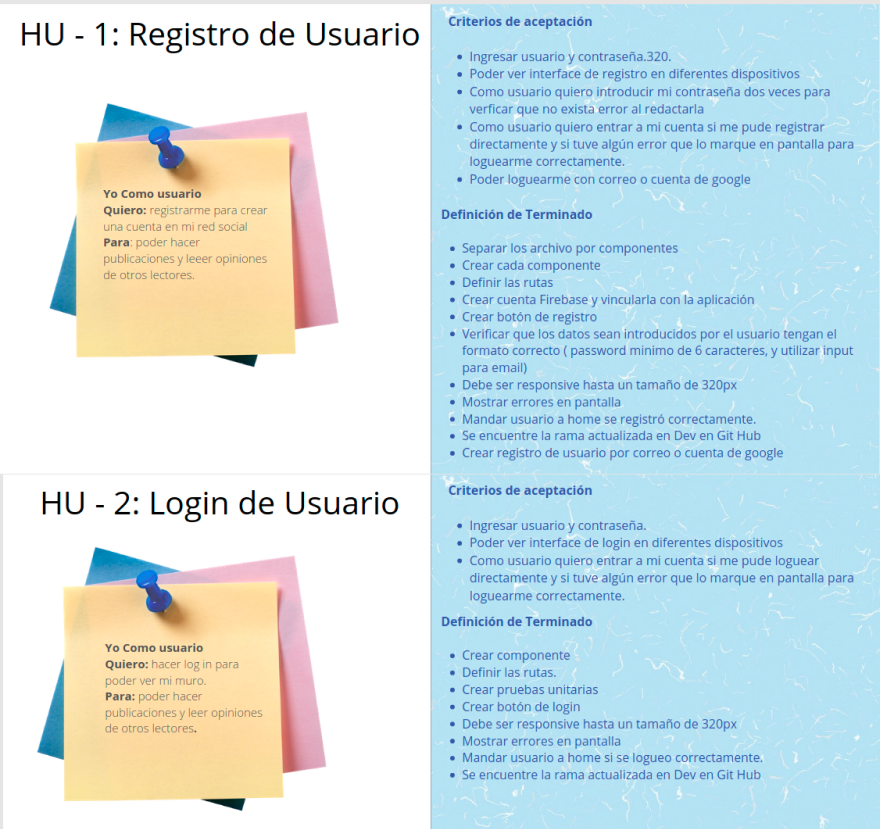 HU - 1: Registro de Usuario
Yo Como usuario
Quiero: registrarme para crear
una cuenta en mi red social
Para: poder hacer
publicaciones y leeer opiniones
de otros lectores.
Criterios de aceptación
• Ingresar usuario y contraseña.320.
• Poder ver interface de registro en diferentes dispositivos
• Como usuario quiero introducir mi contraseña dos veces para
verficar que no exista error al redactarla
• Como usuario quiero entrar a mi cuenta si me pude registrar
directamente y si tuve algún error que lo marque en pantalla para
loguearme correctamente.
• Poder loguearme con correo o cuenta de google
Definición de Terminado
• Separar los archivo por componentes
• Crear cada componente
• Definir las rutas
• Crear cuenta Firebase y vincularla con la aplicación
• Crear botón de registro
• Verificar que los datos sean introducidos por el usuario tengan el
formato correcto ( password minimo de 6 caracteres, y utilizar input
para email)
• Debe ser responsive hasta un tamaño de 320px
• Mostrar errores en pantalla
• Mandar usuario a home se registró correctamente.
• Se encuentre la rama actualizada en Dev en Git Hub
• Crear registro de usuario por correo o cuenta de google
HU - 2: Login de Usuario
Yo Como usuario
Quiero: hacer log in para
poder ver mi muro.
Para: poder hacer
publicaciones y leer opiniones
de otros lectores.
Criterios de aceptación
• Ingresar usuario y contraseña.
• Poder ver interface de login en diferentes dispositivos
• Como usuario quiero entrar a mi cuenta si me pude loguear
directamente y si tuve algún error que lo marque en pantalla para
loguearme correctamente.
Definición de Terminado
• Crear componente
• Definir las rutas.
• Crear pruebas unitarias
• Crear botón de login
• Debe ser responsive hasta un tamaño de 320px
• Mostrar errores en pantalla
• Mandar usuario a home si se logueo correctamente.
• Se encuentre la rama actualizada en Dev en Git Hub